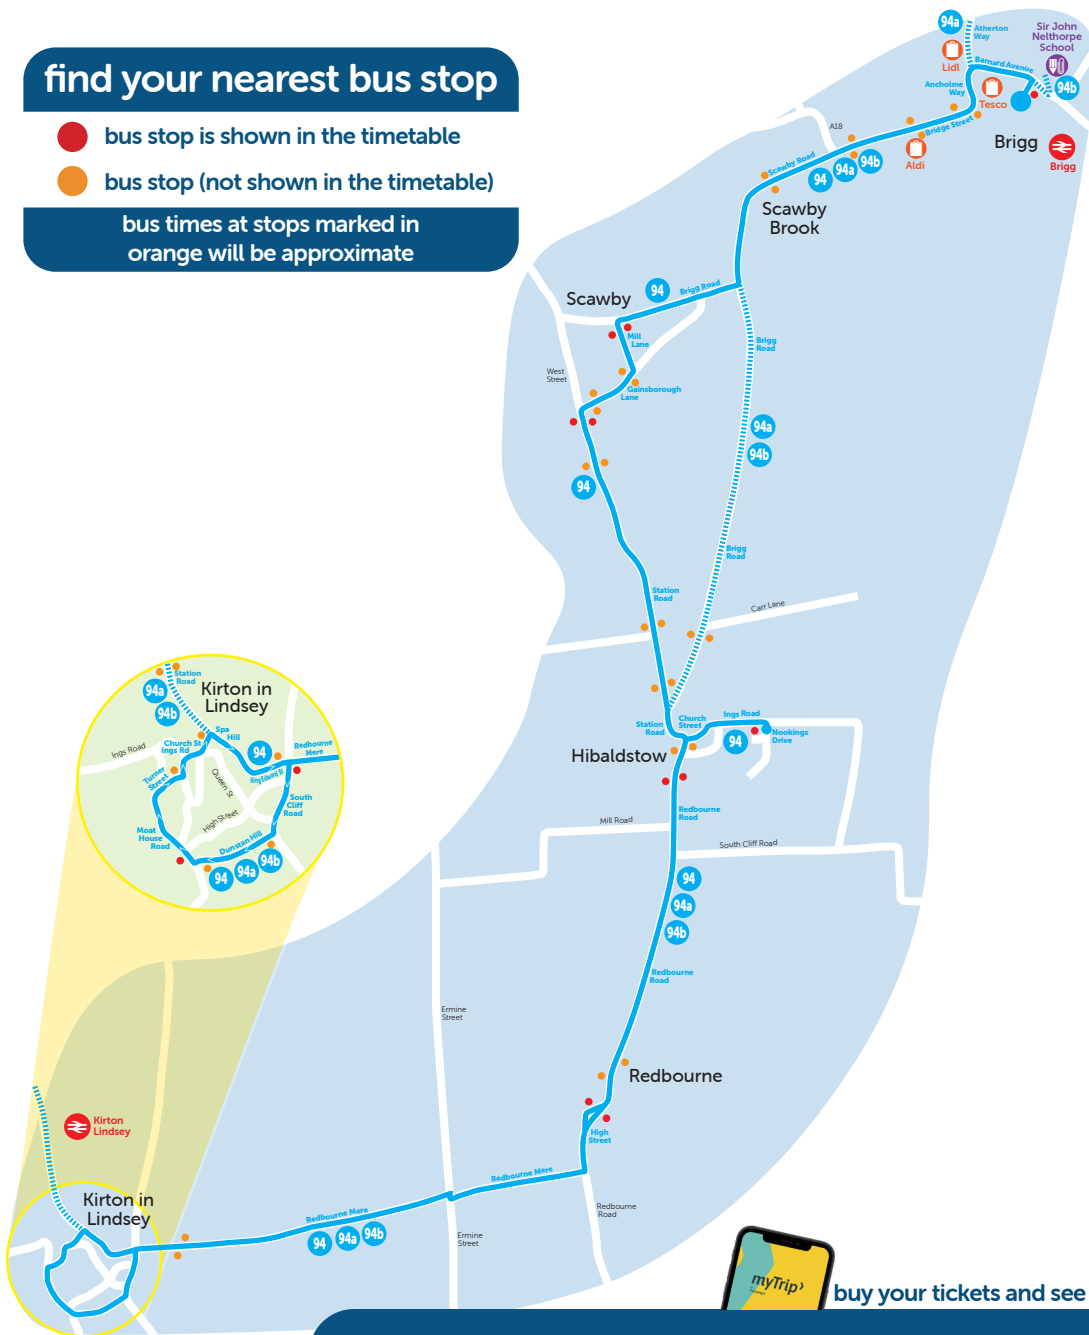 find your nearest bus stop
bus stop is shown in the timetable
bus stop (not shown in the timetable)
bus times at stops marked in
orange will be approximate
94a
Atherton
Way
Sir John
Nelthorpe
School
Lidl
Barnard Avenue
Ancholme
Way
Tesco
94b
A18
Bridge Street
Brigg
Brigg
Aldi
Scawby Road
94
94a
94b
Scawby
Brook
Scawby
94
Brigg Road
Mill
Lane
Brigg
Road
West
Street
Gainsborough
Lane
94a
94b
94
Brigg
Road
Station
Road
Carr Lane
Station
Road
Church
Street
Ings Road
94
Nookings
Drive
Hibaldstow
Redbourne
Road
Mill Road
South Cliff Road
94
94a
94b
Redbourne
Road
Ermine
Street
Redbourne
High
Street
Station
Road
94a
94b
Kirton in
Lindsey
Ings Road
Church St
Ings Rd
Spa
Hill
94
Redbourne
Mere
King Edward St
Turner
Street
Queen St
South
Cliff
Road
High Street
Moat
House
Road
Dunstan Hill
94
94a
94b
Kirton
Lindsey
Kirton in
Lindsey
Redbourne Mere
94
94a
94b
Redbourne Mere
Ermine
Street
Redbourne
Road
myTrip
buy your tickets and see